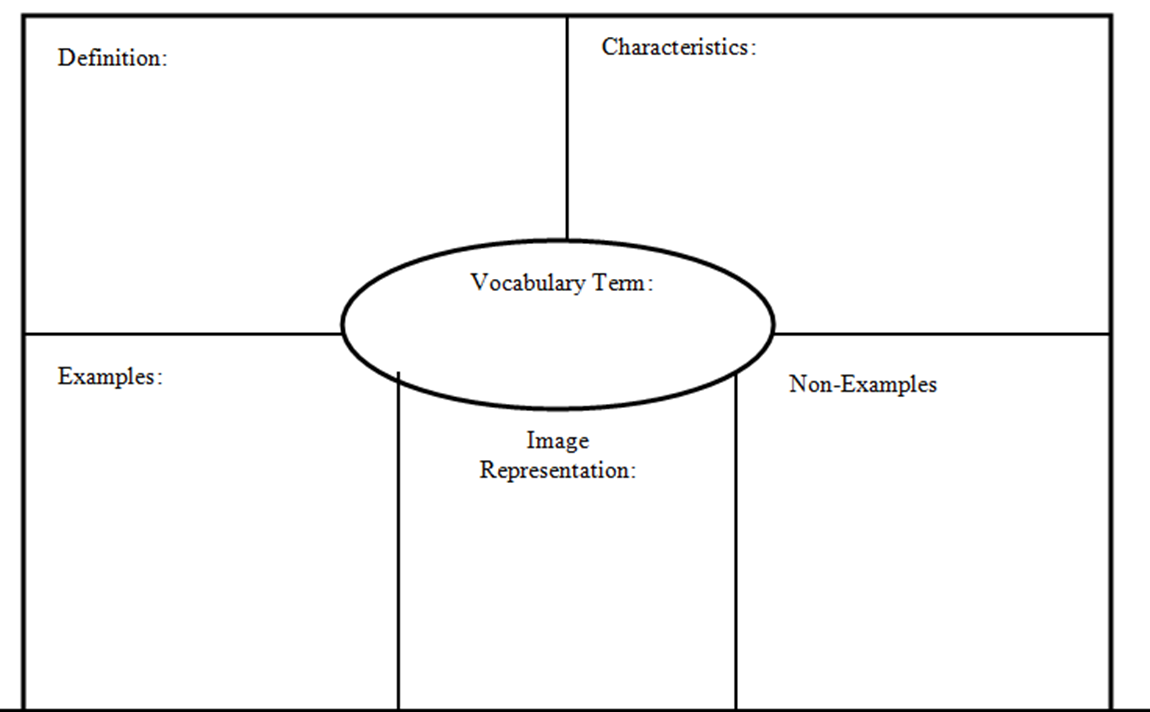 Definition:
Characteristics:
Vocabulary Term:
Examples:
Non-Examples
Image
Representation: